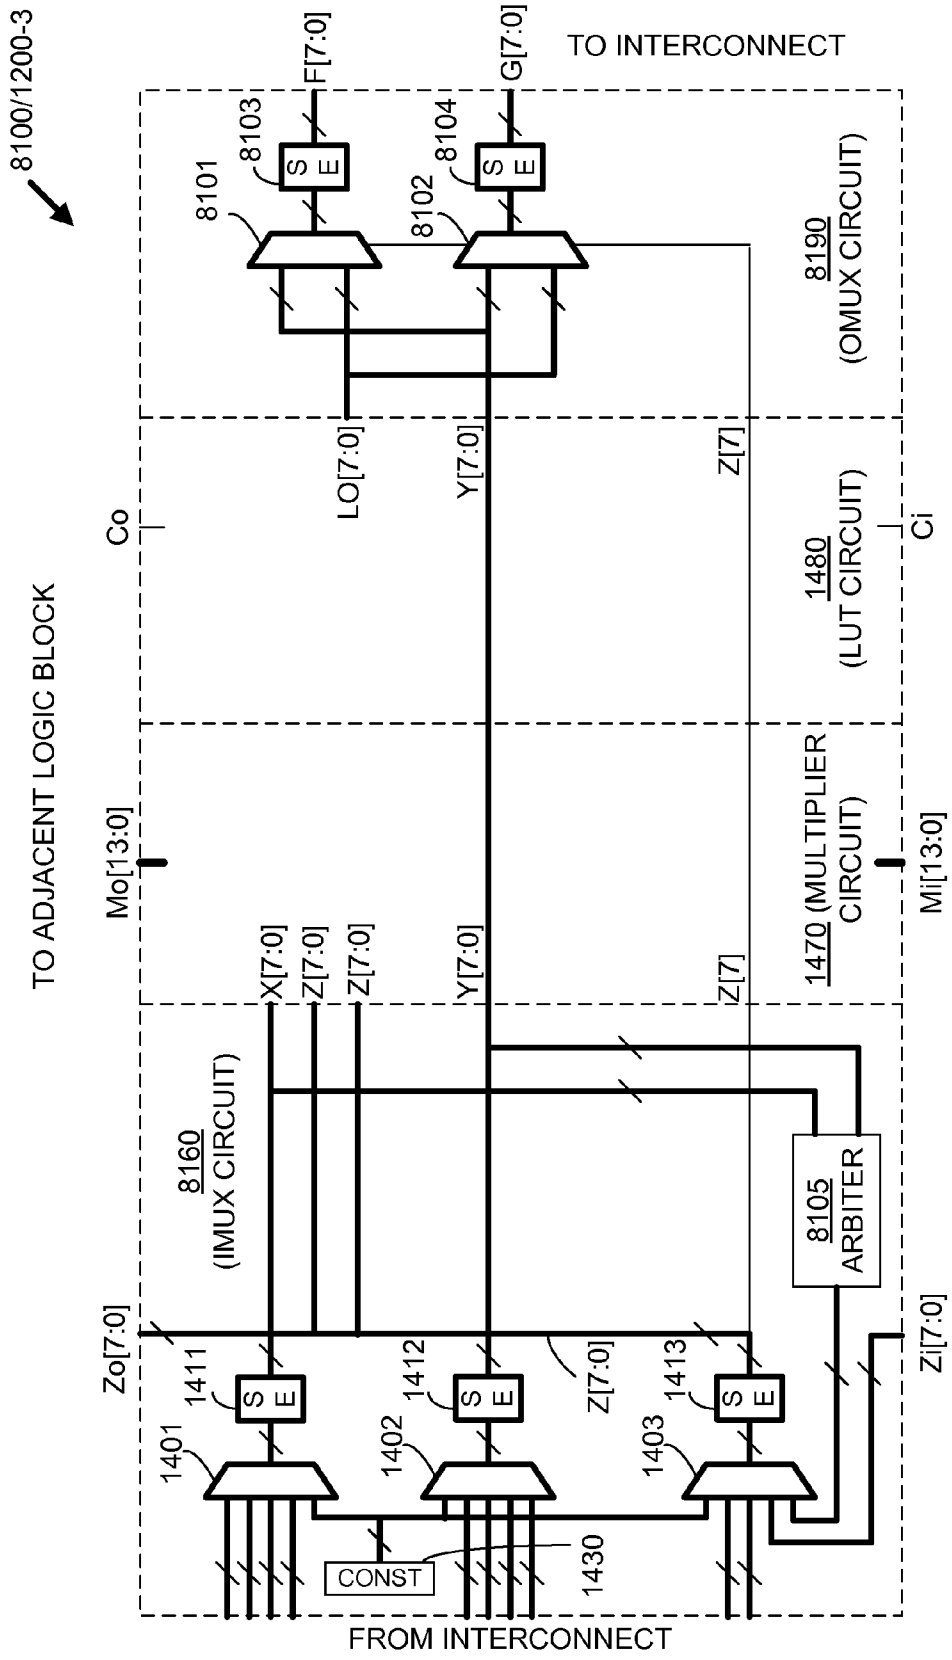 8100/1200-3
TO ADJACENT LOGIC BLOCK
Zo[7:0]
Mo[13:0]
Co
8160
(IMUX CIRCUIT)
1401
1411
S
E
X[7:0]
Z[7:0]
Z[7:0]
LO[7:0]
8101
8103
S
E
F[7:0]
CONST
1430
1402
1412
S
E
Y[7:0]
Y[7:0]
8102
8104
S
E
G[7:0]
Z[7:0]
1403
1413
S
E
Z[7]
Z[7]
8105
ARBITER
1470 (MULTIPLIER
CIRCUIT)
1480
(LUT CIRCUIT)
8190
(OMUX CIRCUIT)
Zi[7:0]
Mi[13:0]
Ci
FROM INTERCONNECT
TO INTERCONNECT